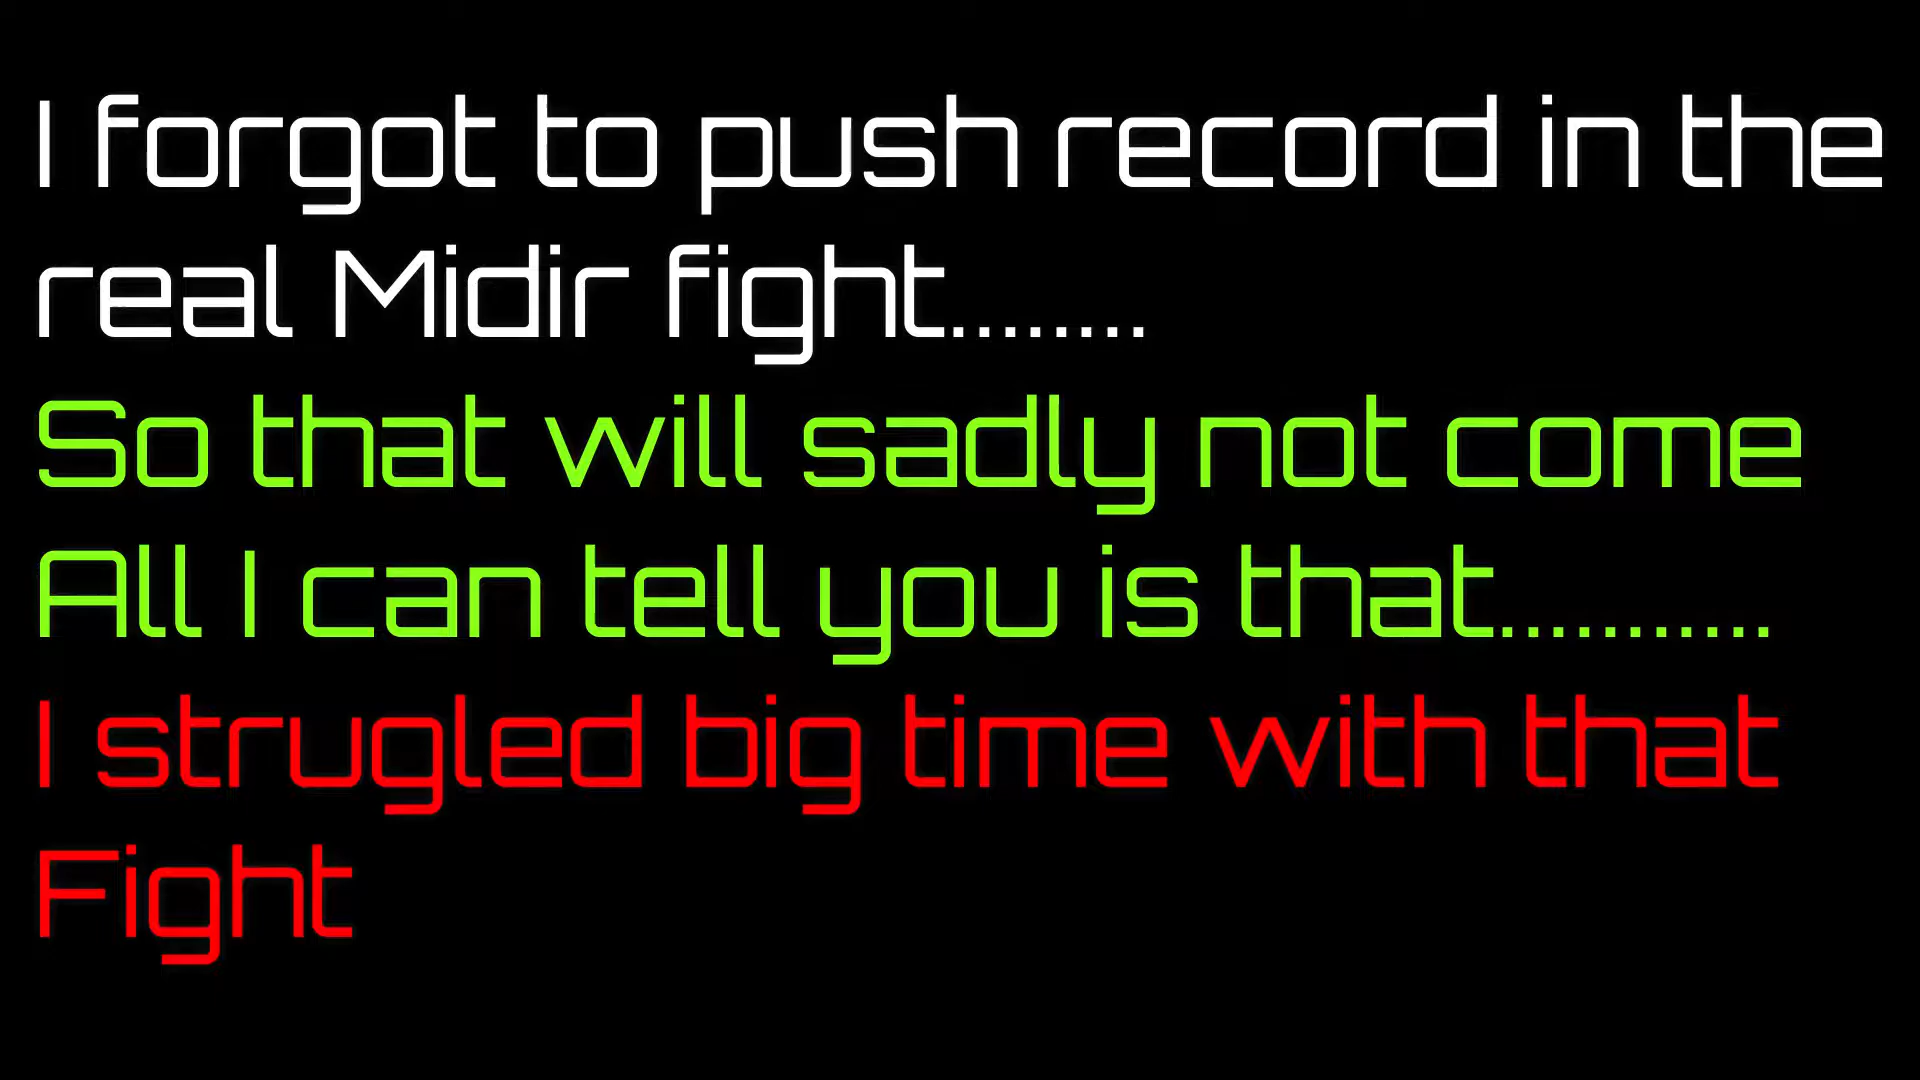 I forgot to push record in the
real Midir fight........
So that will sadly not come
All I can tell you is that...........
I strugled big time with that
Fight